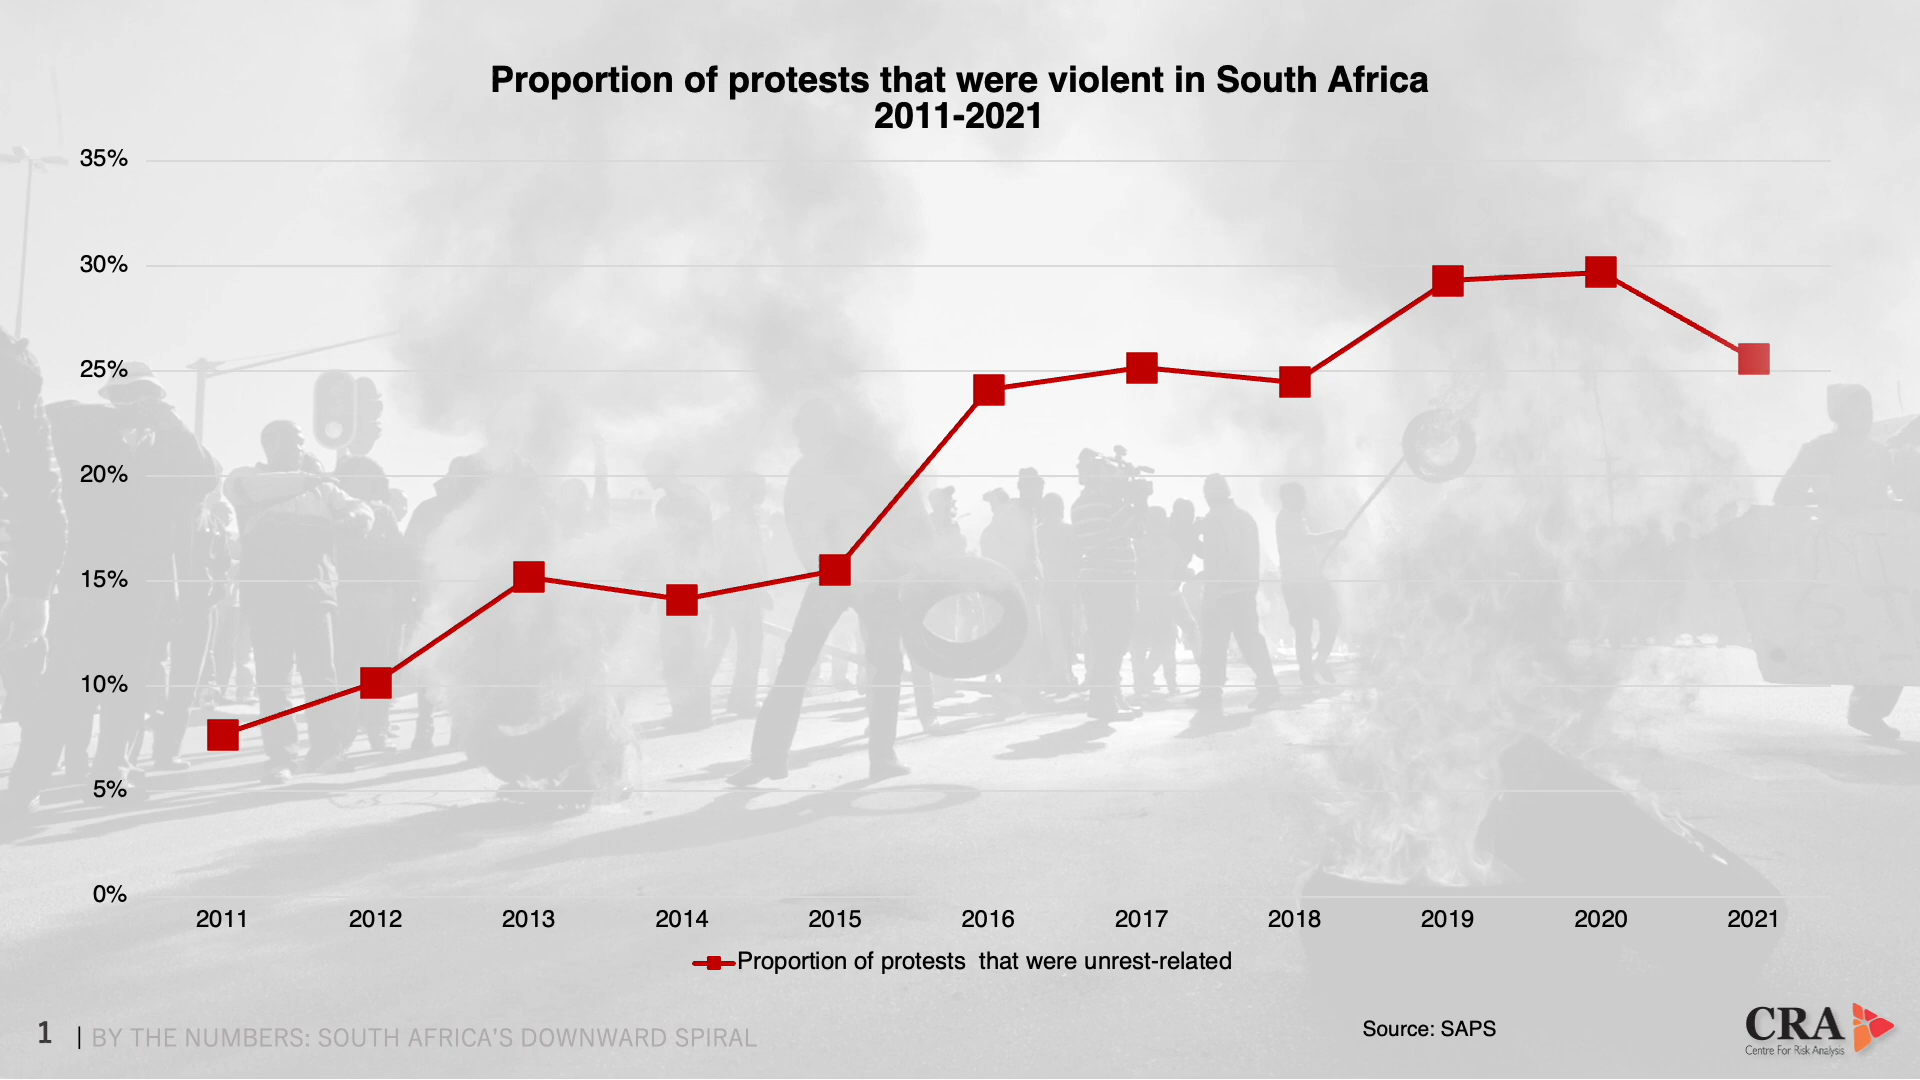 Proportion of protests that were violent in South Africa
2011-2021
35%
30%
25%
20%
15%
10%
5%
0%
2011 2012 2013 2014 2015 2016 2017 2018 2019 2020 2021
Proportion of protests that were unrest-related
1 | BY THE NUMBERS: SOUTH AFRICA'S DOWNWARD SPIRAL
Source: SAPS
CRA
Centre For Risk Analysis